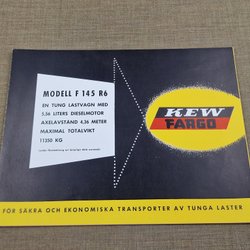 MODELL F 145 R6
EN TUNG LASTVAGN MED
5,56 LITERS DIESELMOTOR
AXELAVSTÅND 4,36 METER
MAXIMAL TOTALVIKT
11350 KG
KEW
FARGO
FÖR SÄKRA OCH EKONOMISKA TRANSPORTER AV TUNGA LASTER